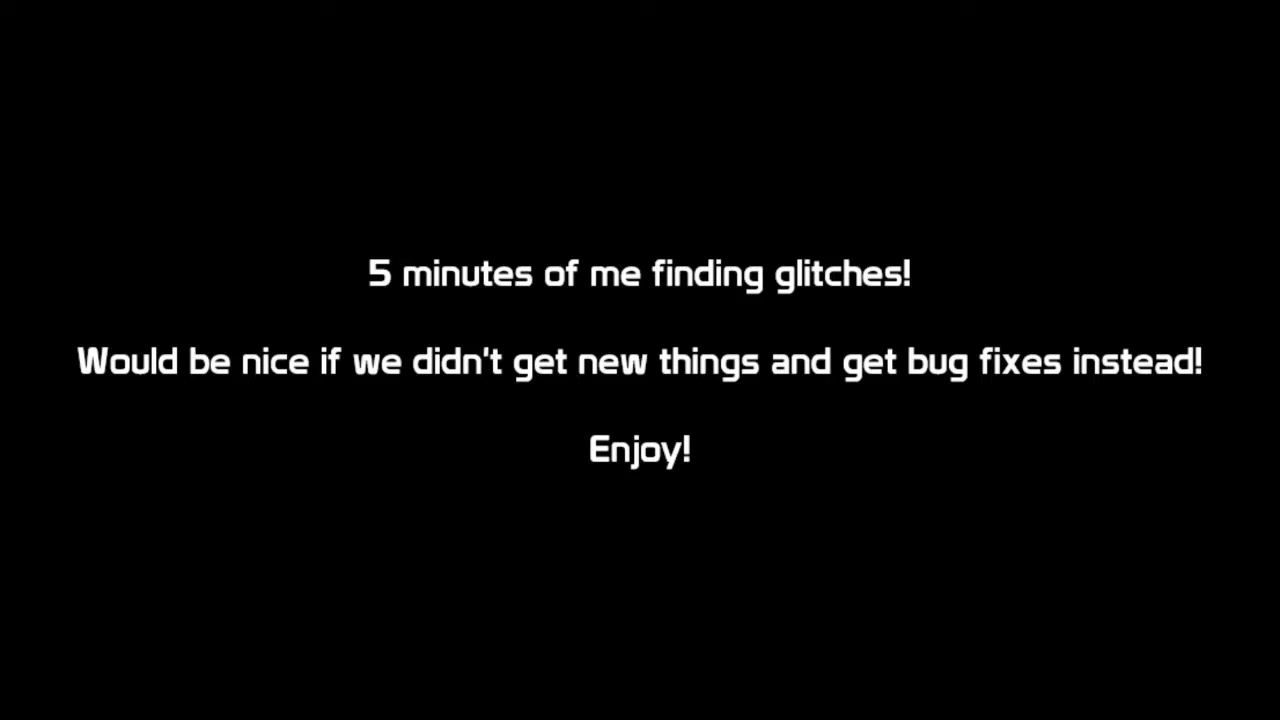 5 minutes of me finding glitches!
Would be nice if we didn't get new things and get bug fixes instead!
Enjoy!